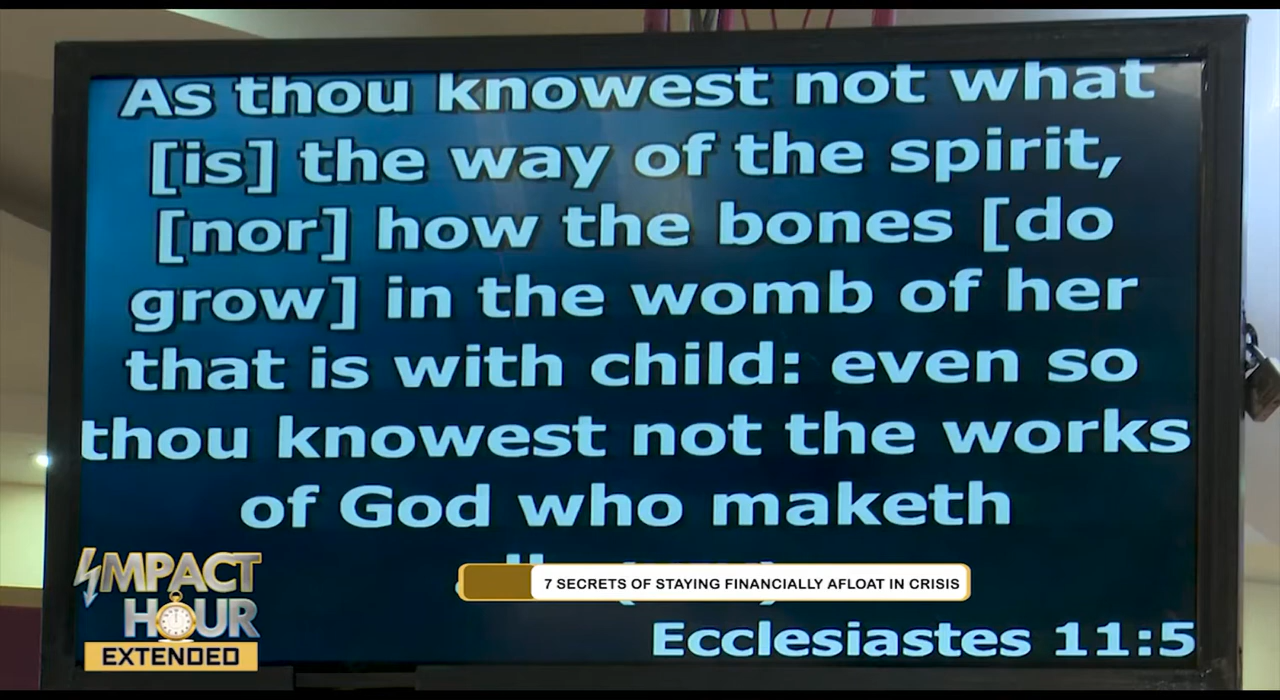 As thou knowest not what
[is] the way of the spirit,
[nor] how the bones [do
grow] in the womb of her
that is with child: even so
thou knowest not the works
of God who maketh
7 SECRETS OF STAYING FINANCIALLY AFLOAT IN CRISIS
Ecclesiastes 11:5
IMPACT
HOUR
EXTENDED